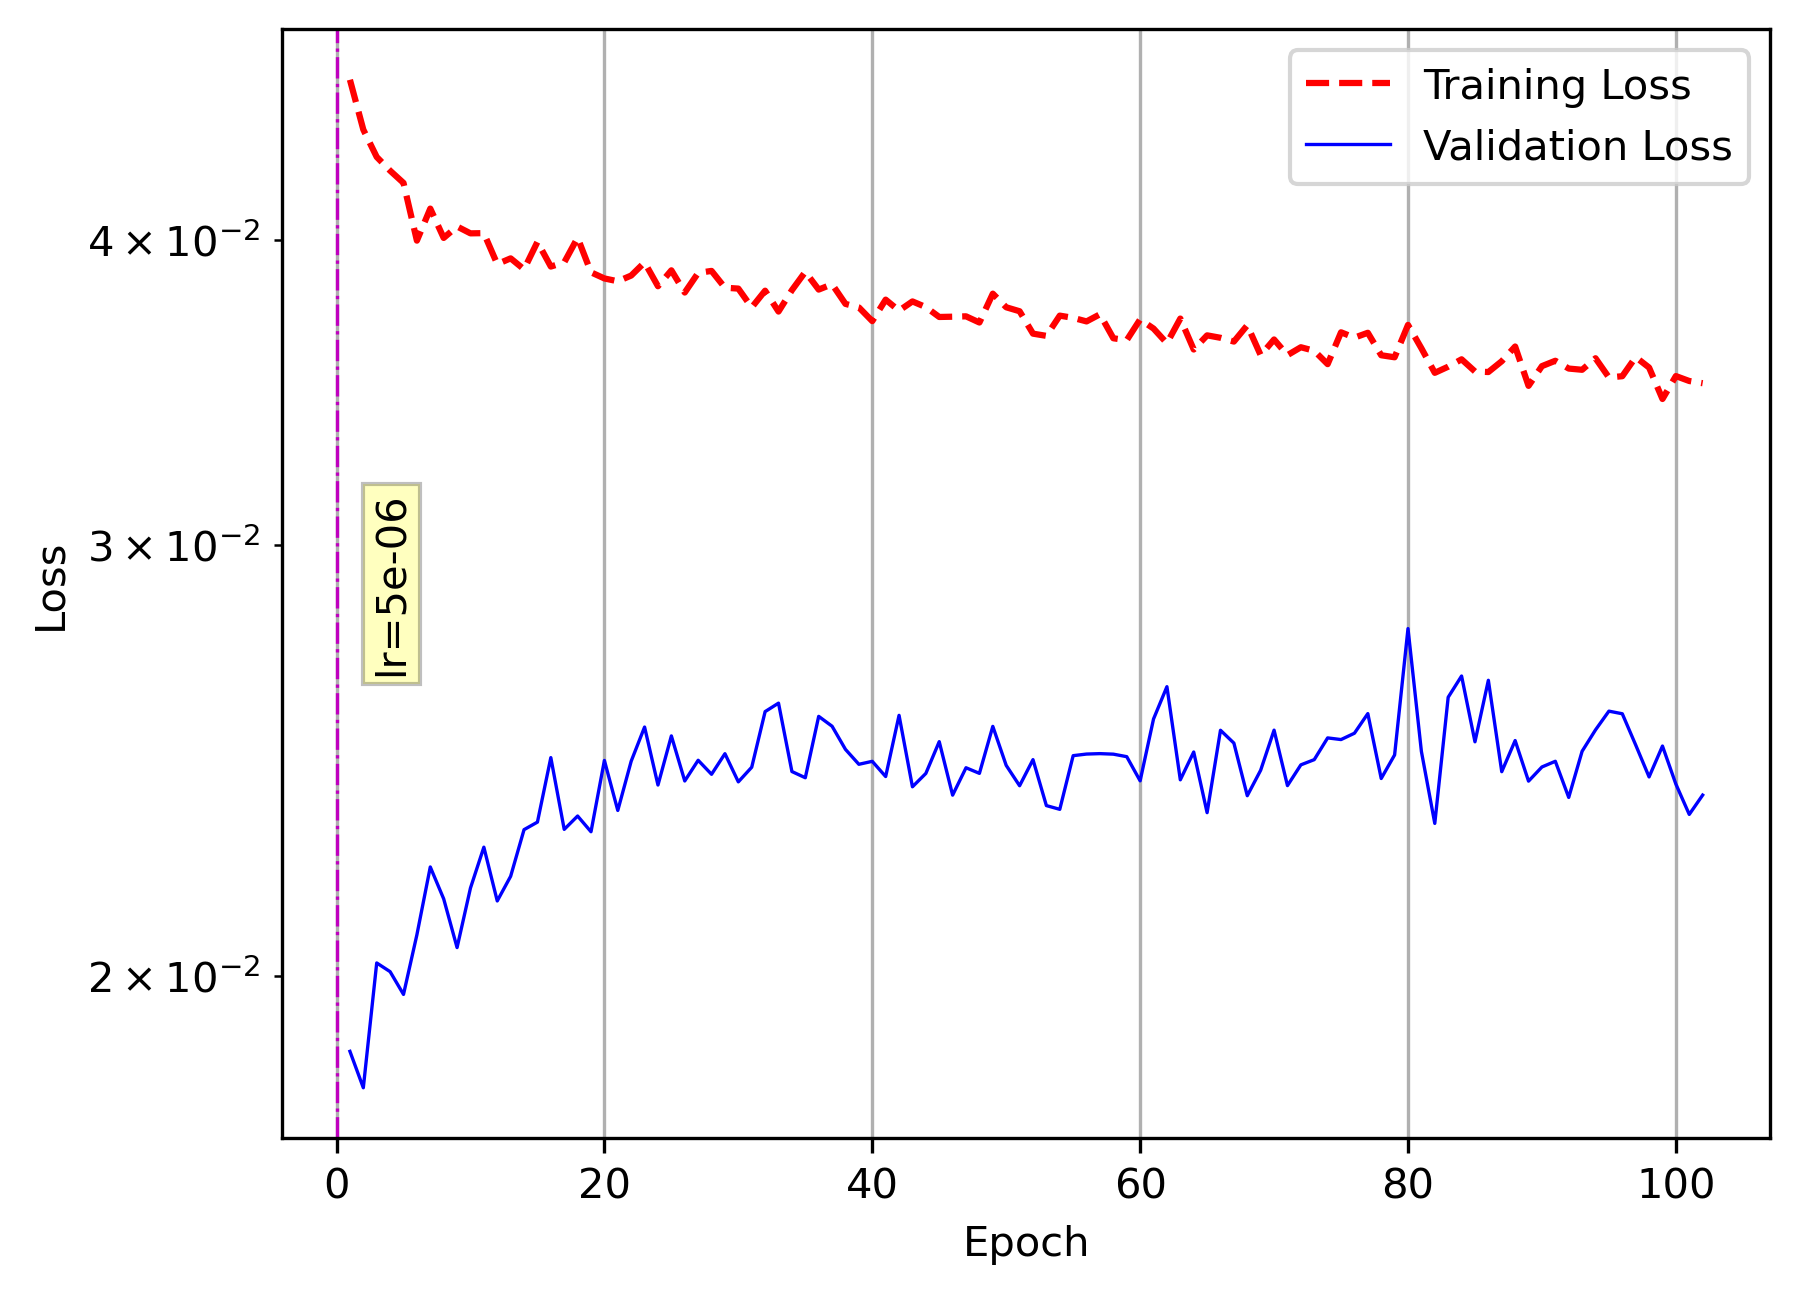 Training Loss
Validation Loss
4 × 10⁻²
3 × 10⁻²
2 × 10⁻²
Loss
lr=5e-06
0 20 40 60 80 100
Epoch